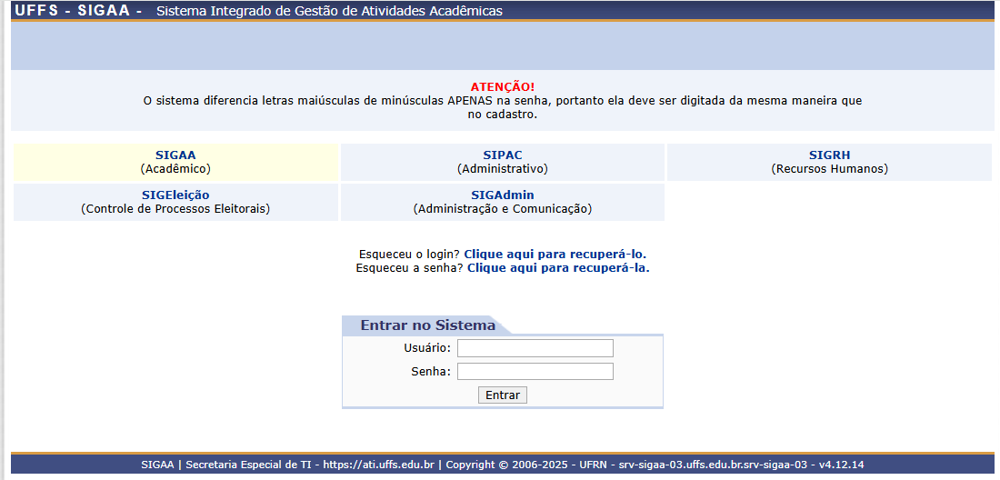 UFFS - SIGAA - Sistema Integrado de Gestão de Atividades Acadêmicas
ATENÇÃO!
O sistema diferencia letras maiúsculas de minúsculas APENAS na senha, portanto ela deve ser digitada da mesma maneira que
no cadastro.
SIGAA
(Acadêmico)
SIPAC
(Administrativo)
SIGRH
(Recursos Humanos)
SIGEleição
(Controle de Processos Eleitorais)
SIGAdmin
(Administração e Comunicação)
Esqueceu o login? Clique aqui para recuperá-lo.
Esqueceu a senha? Clique aqui para recuperá-la.
Entrar no Sistema
Usuário:
Senha:
Entrar
SIGAA | Secretaria Especial de TI - https://ati.uffs.edu.br | Copyright © 2006-2025 - UFRN - srv-sigaa-03.uffs.edu.br.srv-sigaa-03 - v4.12.14